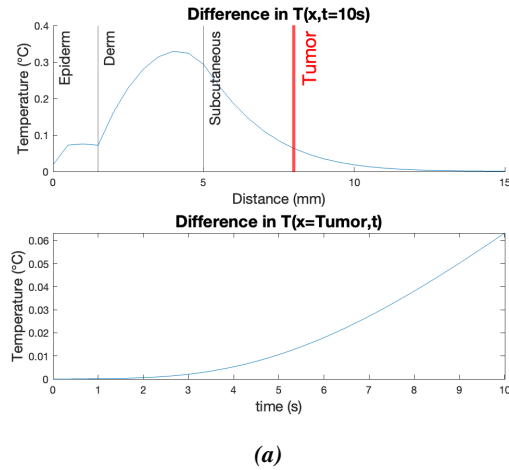 Difference in T(x,t=10s)
Temperature (°C)
0.4
0.3
0.2
0.1
0
Epiderm
Derm
Subcutaneous
Tumor
0
5
10
15
Distance (mm)
Difference in T(x=Tumor,t)
Temperature (°C)
0.06
0.05
0.04
0.03
0.02
0.01
0
0 1 2 3 4 5 6 7 8 9 10
time (s)
(a)